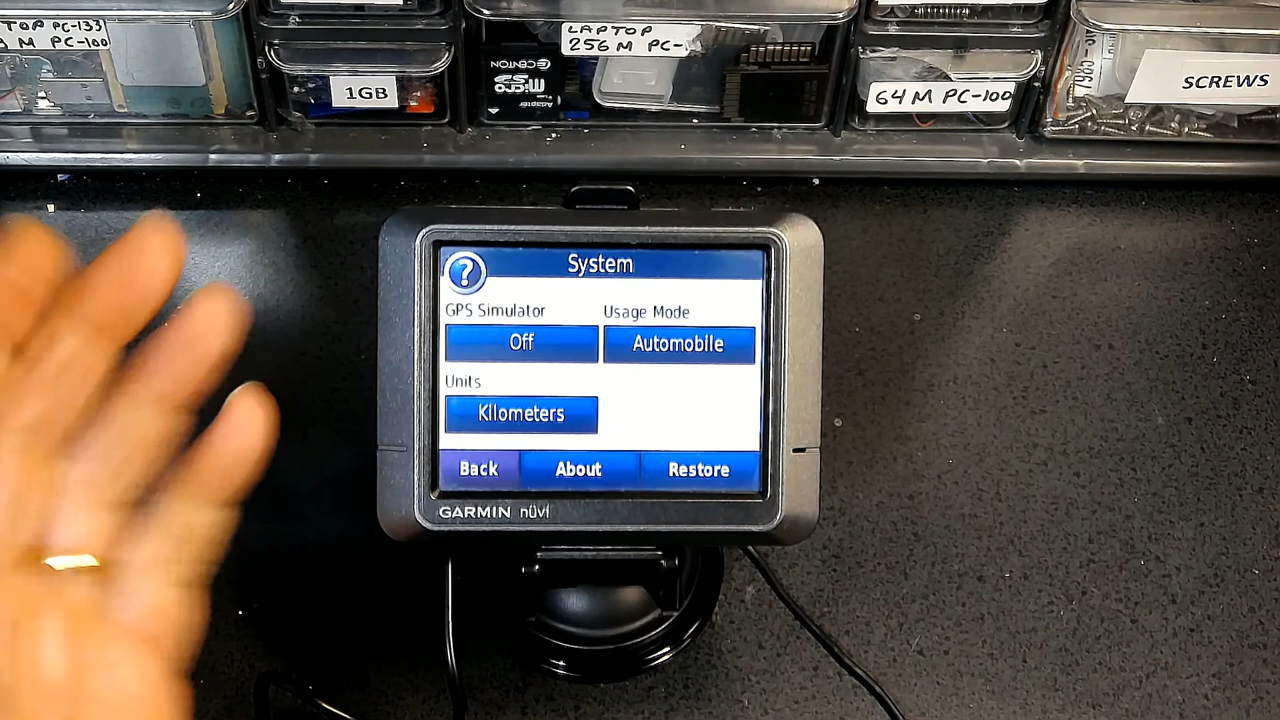 TOP PC-133
M PC-100
1GB
LAPTOP
256 M PC-
CENTON
micro
SD
Adapter
64 M PC-100
SCREWS
System
GPS Simulator
Usage Mode
Off
Automobile
Units
KIlometers
Back
About
Restore
GARMIN nüvi